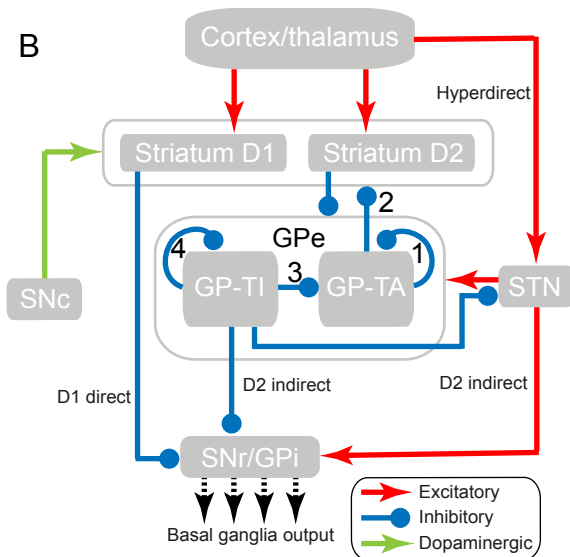 B
Cortex/thalamus
Hyperdirect
Striatum D1
Striatum D2
2
4
GPe
1
3
GP-TI
GP-TA
SNc
STN
D2 indirect
D2 indirect
D1 direct
SNr/GPi
Basal ganglia output
Excitatory
Inhibitory
Dopaminergic